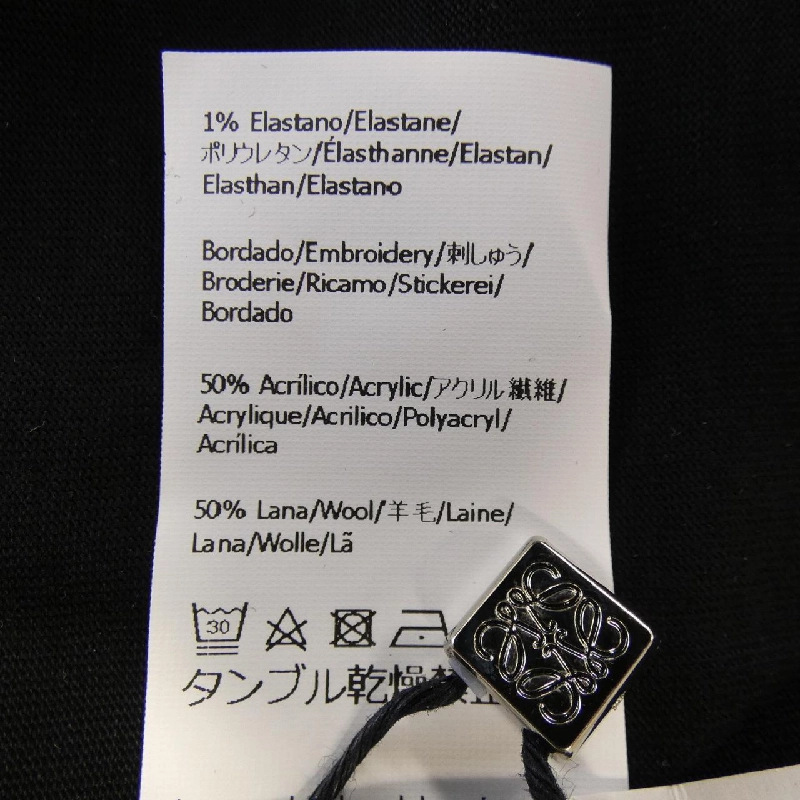 1% Elastano/Elastane/
ポリウレタン/Élasthanne/Elastan/
Elasthan/Elastano
Bordado/Embroidery/刺しゅう/
Broderie/Ricamo/Stickerei/
Bordado
50% Acrílico/Acrylic/アクリル繊維/
Acrylique/Acrilico/Polyacryl/
Acrílica
50% Lana/Wool/羊毛/Laine/
Lana/Wolle/Lã
30
タンブル乾燥禁止